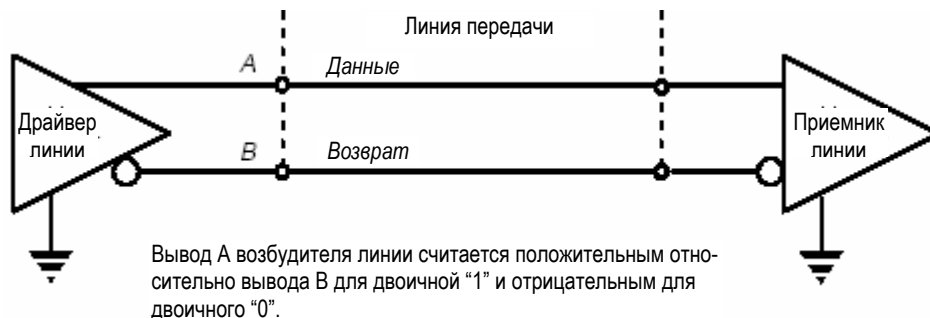 Линия передачи
A
Данные
Драйвер
линии
Приемник
линии
B
Возврат
Вывод А возбудителя линии считается положительным отно-
сительно вывода В для двоичной “1” и отрицательным для
двоичного “0”.